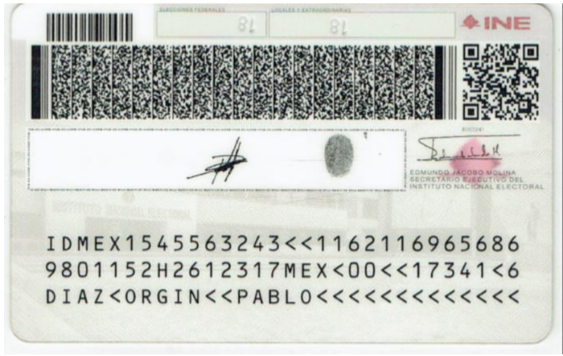 ELECCIONES FEDERALES
LOCALES Y EXTRAORDINARIAS
18
18
INE
EDMUNDO JACOBO MOLINA
SECRETARIO EJECUTIVO DEL
INSTITUTO NACIONAL ELECTORAL
IDMEX1545563243<<1162116965686
9801152H2612317MEX<00<<17341<6
DIAZ<ORGIN<<PABLO<<<<<<<<<<<<<